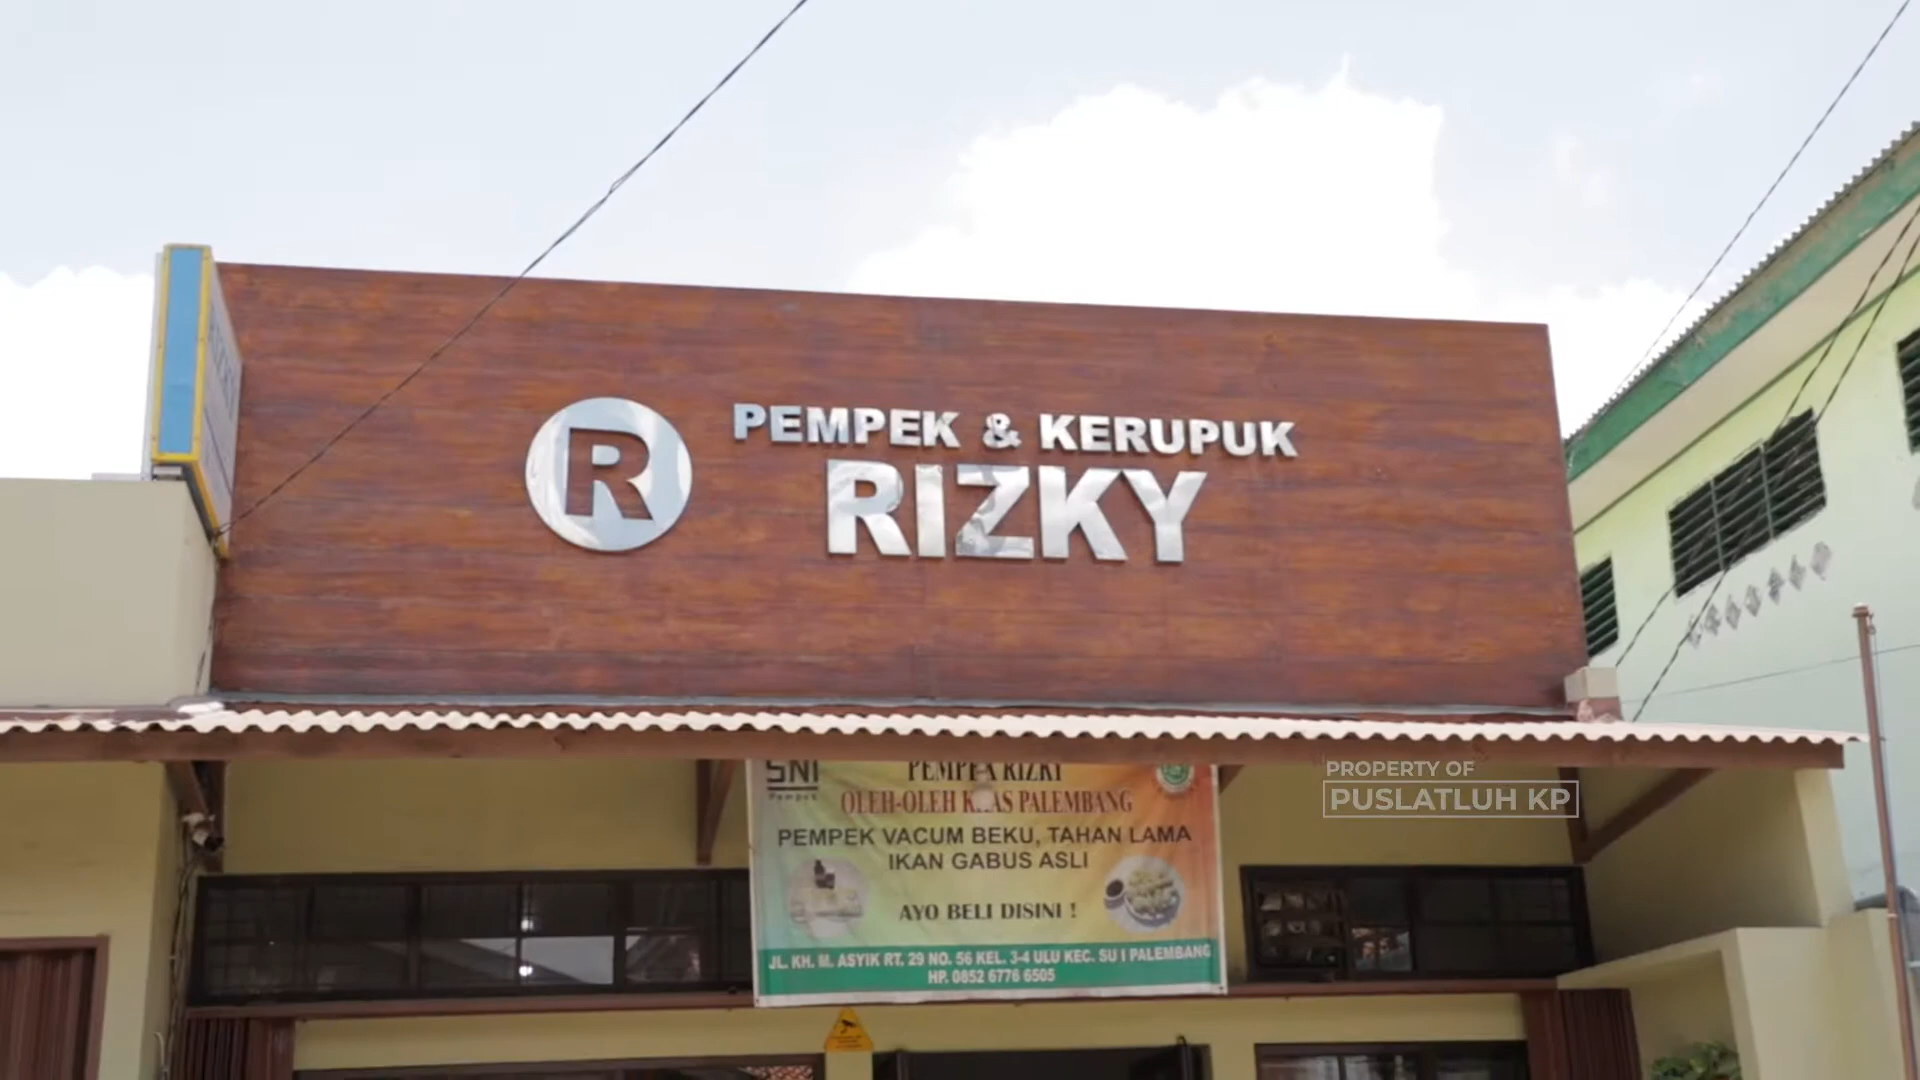 R
PEMPEK & KERUPUK
RIZKY
SNI
Pempek
PEMPEK RIZKY
OLEH-OLEH KHAS PALEMBANG
PEMPEK VACUM BEKU, TAHAN LAMA
IKAN GABUS ASLI
AYO BELI DISINI !
JL. KH. M. ASYIK RT. 29 NO. 56 KEL. 3-4 ULU KEC. SU I PALEMBANG
HP. 0852 6776 6505
PROPERTY OF
PUSLATLUH KP